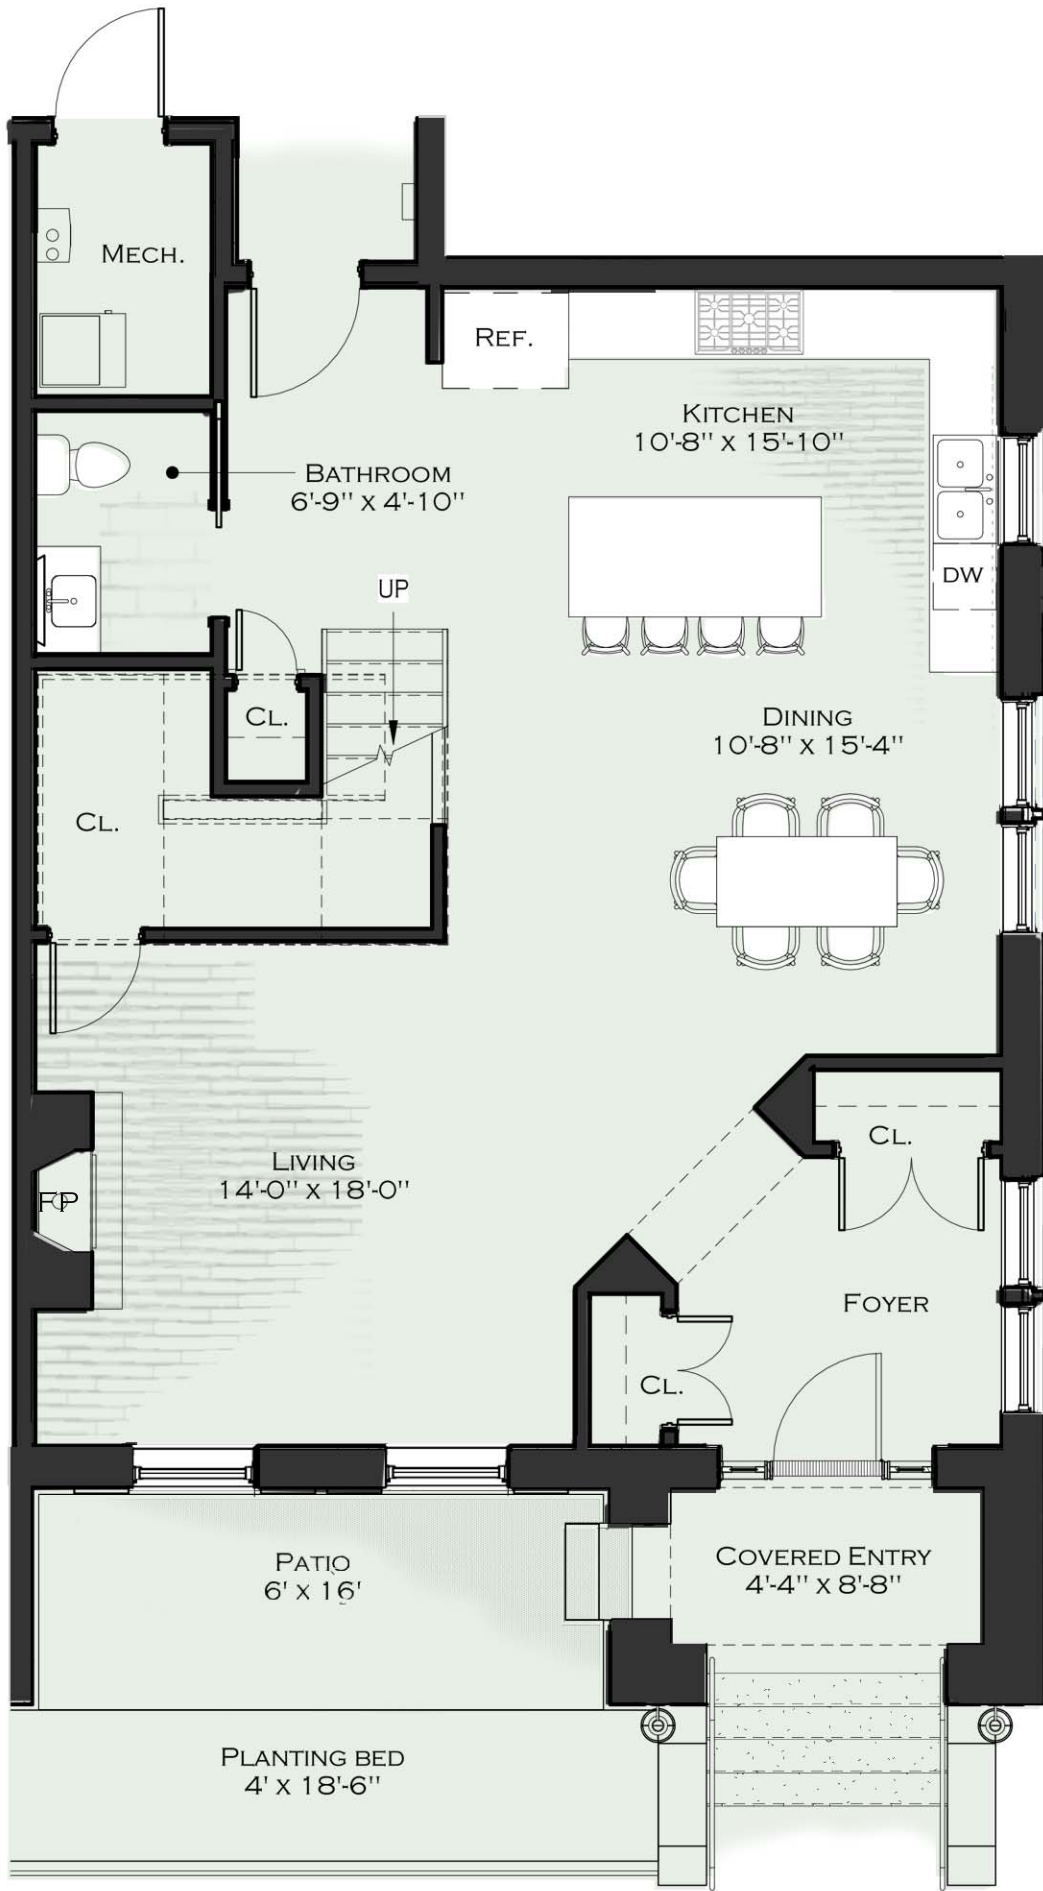 MECH.
REF.
KITCHEN
10'-8" X 15'-10"
BATHROOM
6'-9" X 4'-10"
DW
UP
CL.
DINING
10'-8" X 15'-4"
CL.
CL.
LIVING
14'-0" X 18'-0"
FP
FOYER
CL.
COVERED ENTRY
4'-4" X 8'-8"
PATIO
6' X 16'
PLANTING BED
4' X 18'-6"